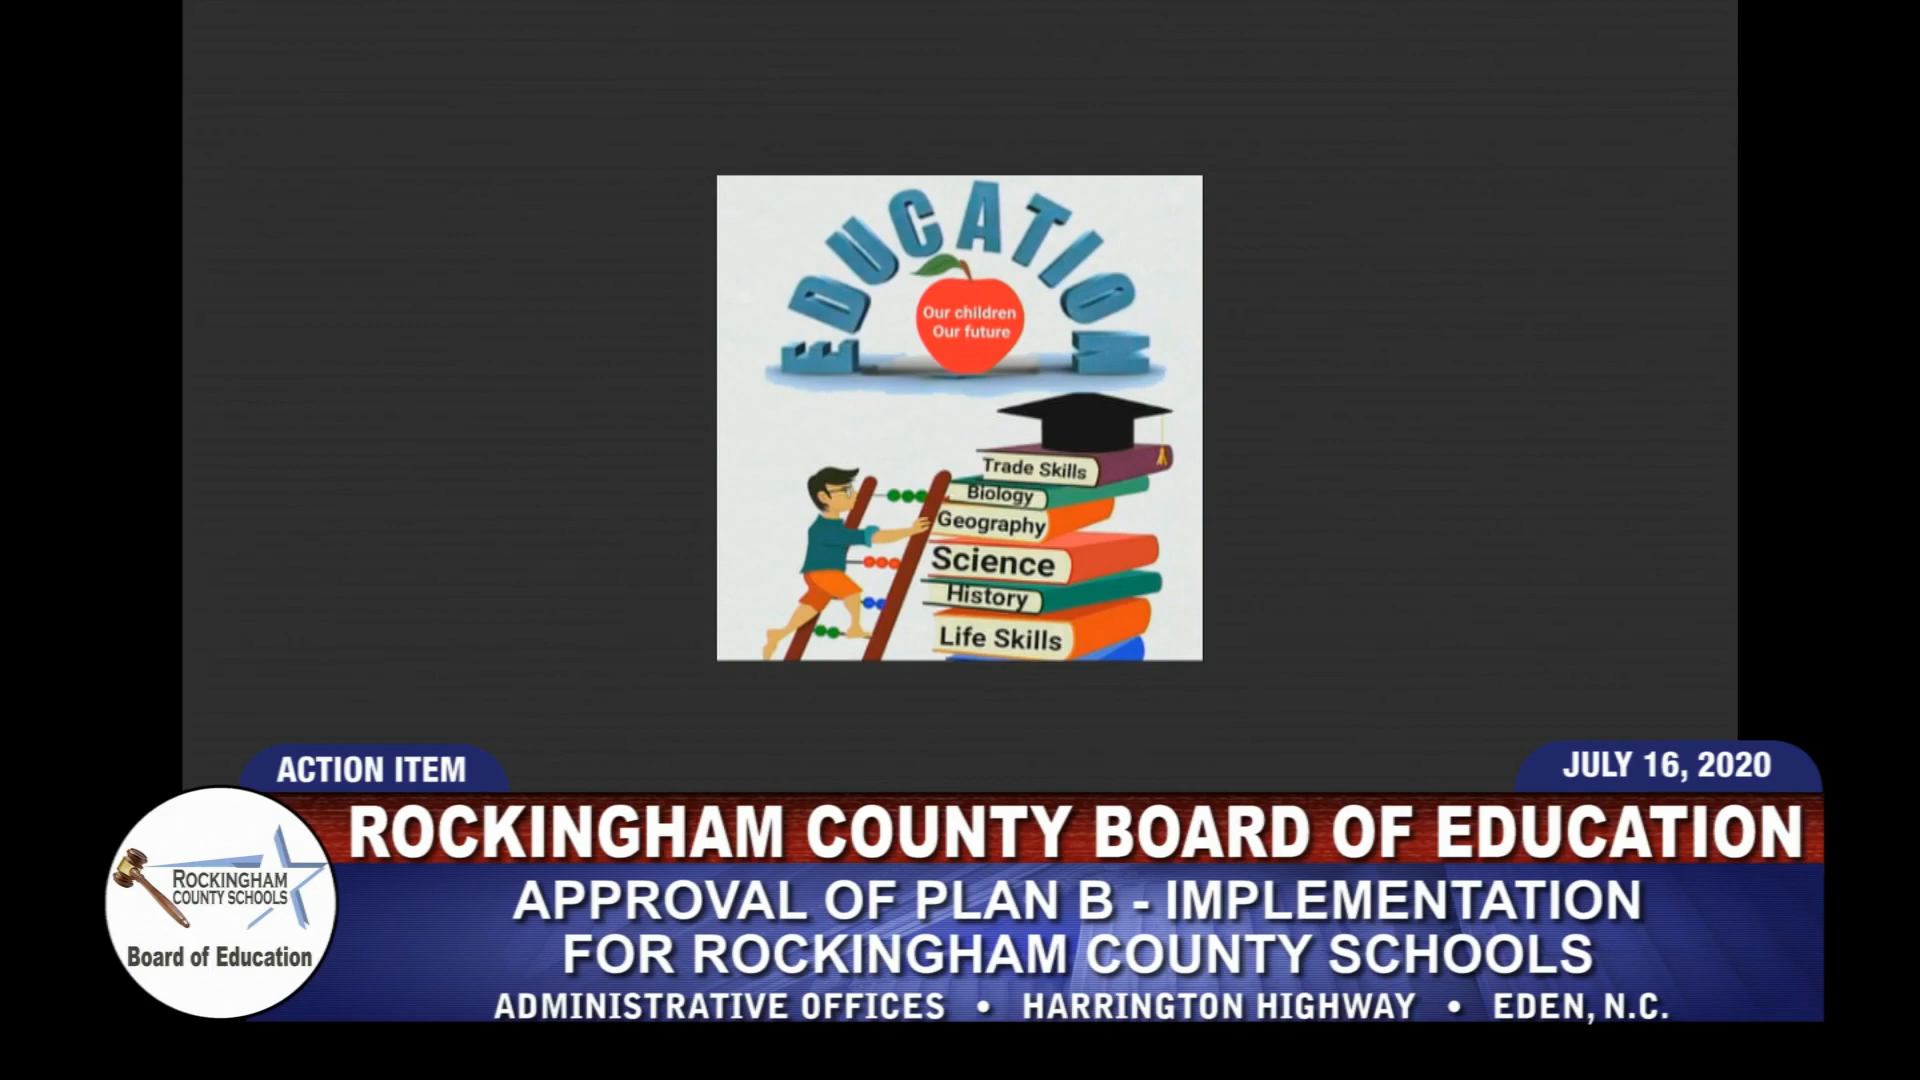 EDUCATION
Our children
Our future
Trade Skills
Biology
Geography
Science
History
Life Skills
ACTION ITEM
JULY 16, 2020
ROCKINGHAM COUNTY BOARD OF EDUCATION
ROCKINGHAM
COUNTY SCHOOLS
Board of Education
APPROVAL OF PLAN B - IMPLEMENTATION
FOR ROCKINGHAM COUNTY SCHOOLS
ADMINISTRATIVE OFFICES • HARRINGTON HIGHWAY • EDEN, N.C.